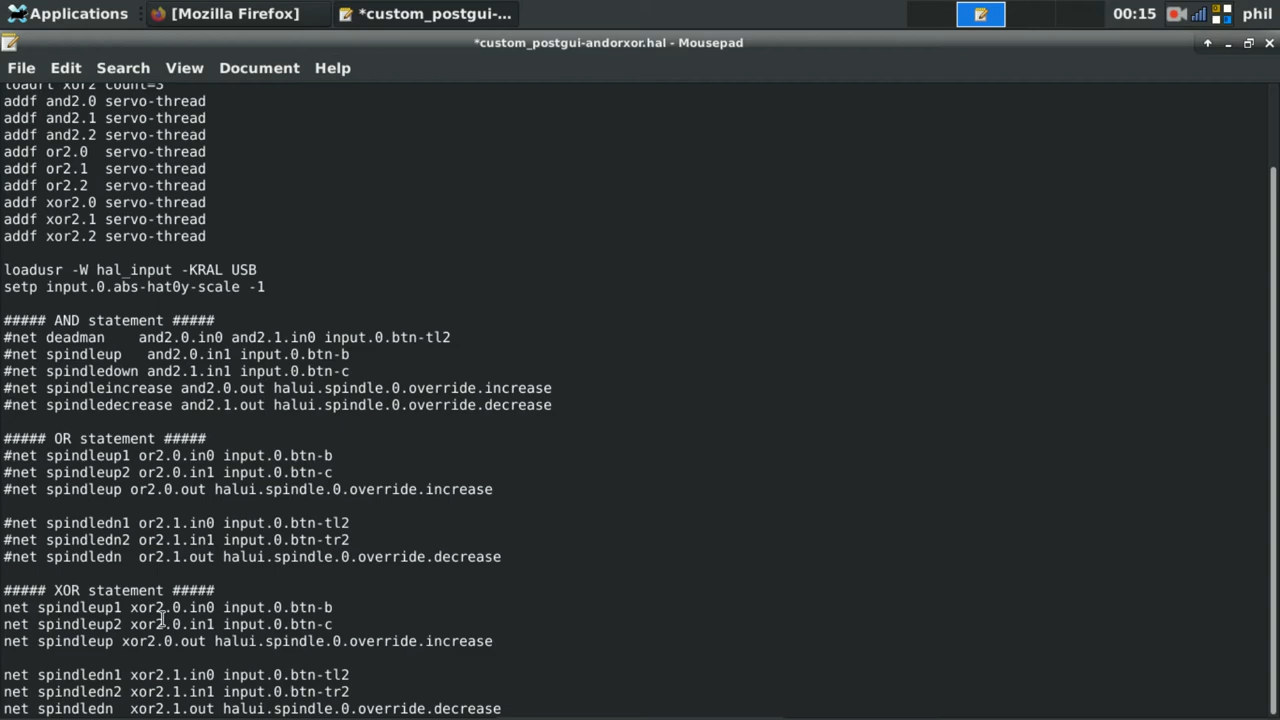 Applications
[Mozilla Firefox]
*custom_postgui-...
00:15
phil
*custom_postgui-andorxor.hal - Mousepad
File Edit Search View Document Help
loadrt xor2 count=3
addf and2.0 servo-thread
addf and2.1 servo-thread
addf and2.2 servo-thread
addf or2.0  servo-thread
addf or2.1  servo-thread
addf or2.2  servo-thread
addf xor2.0 servo-thread
addf xor2.1 servo-thread
addf xor2.2 servo-thread
loadusr -W hal_input -KRAL USB
setp input.0.abs-hat0y-scale -1
##### AND statement #####
#net deadman    and2.0.in0 and2.1.in0 input.0.btn-tl2
#net spindleup   and2.0.in1 input.0.btn-b
#net spindledown and2.1.in1 input.0.btn-c
#net spindleincrease and2.0.out halui.spindle.0.override.increase
#net spindledecrease and2.1.out halui.spindle.0.override.decrease
##### OR statement #####
#net spindleup1 or2.0.in0 input.0.btn-b
#net spindleup2 or2.0.in1 input.0.btn-c
#net spindleup or2.0.out halui.spindle.0.override.increase
#net spindledn1 or2.1.in0 input.0.btn-tl2
#net spindledn2 or2.1.in1 input.0.btn-tr2
#net spindledn  or2.1.out halui.spindle.0.override.decrease
##### XOR statement #####
net spindleup1 xor2.0.in0 input.0.btn-b
net spindleup2 xor2.0.in1 input.0.btn-c
net spindleup xor2.0.out halui.spindle.0.override.increase
net spindledn1 xor2.1.in0 input.0.btn-tl2
net spindledn2 xor2.1.in1 input.0.btn-tr2
net spindledn  xor2.1.out halui.spindle.0.override.decrease